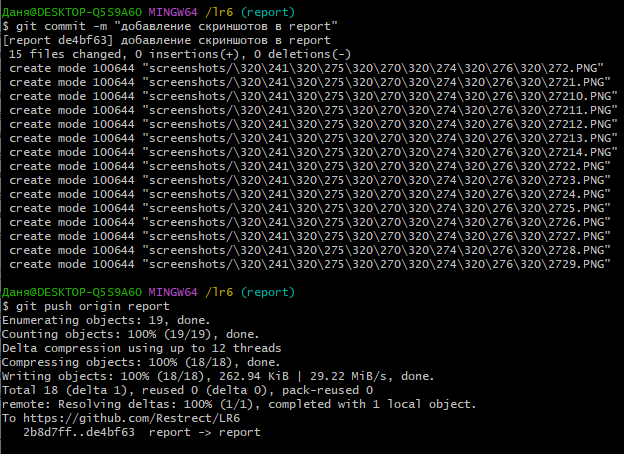 Даня@DESKTOP-Q5S9A60 MINGW64 /lr6 (report)
$ git commit -m "добавление скриншотов в report"
[report de4bf63] добавление скриншотов в report
 15 files changed, 0 insertions(+), 0 deletions(-)
 create mode 100644 "screenshots/\320\241\320\275\320\270\320\274\320\276\320\272.PNG"
 create mode 100644 "screenshots/\320\241\320\275\320\270\320\274\320\276\320\2721.PNG"
 create mode 100644 "screenshots/\320\241\320\275\320\270\320\274\320\276\320\27210.PNG"
 create mode 100644 "screenshots/\320\241\320\275\320\270\320\274\320\276\320\27211.PNG"
 create mode 100644 "screenshots/\320\241\320\275\320\270\320\274\320\276\320\27212.PNG"
 create mode 100644 "screenshots/\320\241\320\275\320\270\320\274\320\276\320\27213.PNG"
 create mode 100644 "screenshots/\320\241\320\275\320\270\320\274\320\276\320\27214.PNG"
 create mode 100644 "screenshots/\320\241\320\275\320\270\320\274\320\276\320\2722.PNG"
 create mode 100644 "screenshots/\320\241\320\275\320\270\320\274\320\276\320\2723.PNG"
 create mode 100644 "screenshots/\320\241\320\275\320\270\320\274\320\276\320\2724.PNG"
 create mode 100644 "screenshots/\320\241\320\275\320\270\320\274\320\276\320\2725.PNG"
 create mode 100644 "screenshots/\320\241\320\275\320\270\320\274\320\276\320\2726.PNG"
 create mode 100644 "screenshots/\320\241\320\275\320\270\320\274\320\276\320\2727.PNG"
 create mode 100644 "screenshots/\320\241\320\275\320\270\320\274\320\276\320\2728.PNG"
 create mode 100644 "screenshots/\320\241\320\275\320\270\320\274\320\276\320\2729.PNG"
Даня@DESKTOP-Q5S9A60 MINGW64 /lr6 (report)
$ git push origin report
Enumerating objects: 19, done.
Counting objects: 100% (19/19), done.
Delta compression using up to 12 threads
Compressing objects: 100% (18/18), done.
Writing objects: 100% (18/18), 262.94 KiB | 29.22 MiB/s, done.
Total 18 (delta 1), reused 0 (delta 0), pack-reused 0
remote: Resolving deltas: 100% (1/1), completed with 1 local object.
To https://github.com/Restrect/LR6
   2b8d7ff..de4bf63  report -> report